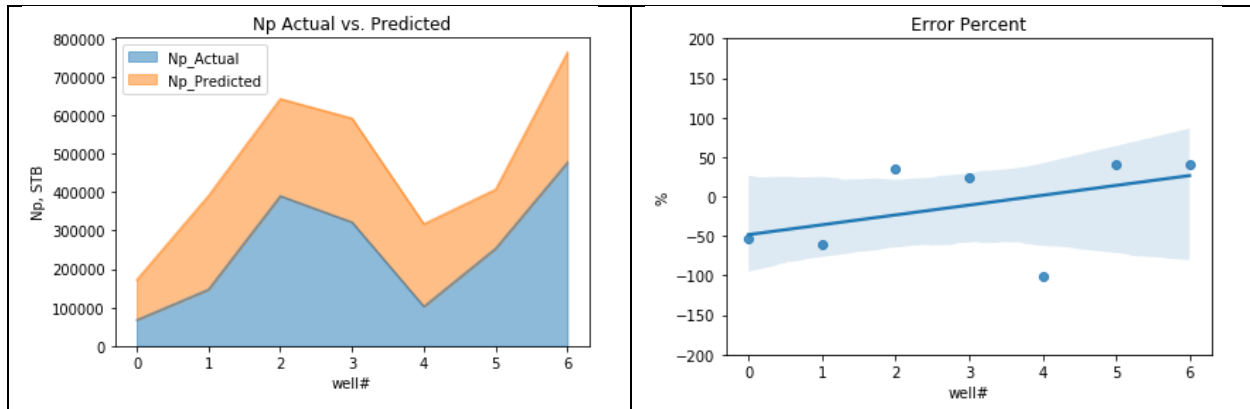 Np Actual vs. Predicted
800000
700000
600000
500000
400000
300000
200000
100000
0
Np, STB
Np_Actual
Np_Predicted
0 1 2 3 4 5 6
well#
Error Percent
200
150
100
50
0
−50
−100
−150
−200
%
0 1 2 3 4 5 6
well#